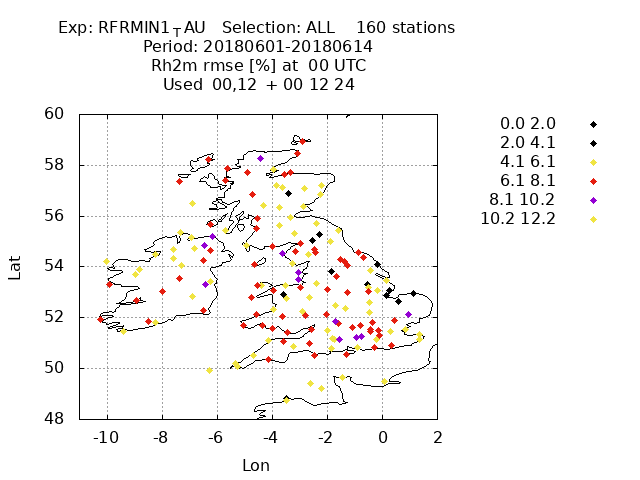 Exp: RFRMIN1TAU Selection: ALL 160 stations
Period: 20180601-20180614
Rh2m rmse [%] at 00 UTC
Used 00,12 + 00 12 24
0.0 2.0
2.0 4.1
4.1 6.1
6.1 8.1
8.1 10.2
10.2 12.2
60
58
56
54
52
50
48
Lat
-10 -8 -6 -4 -2 0 2
Lon